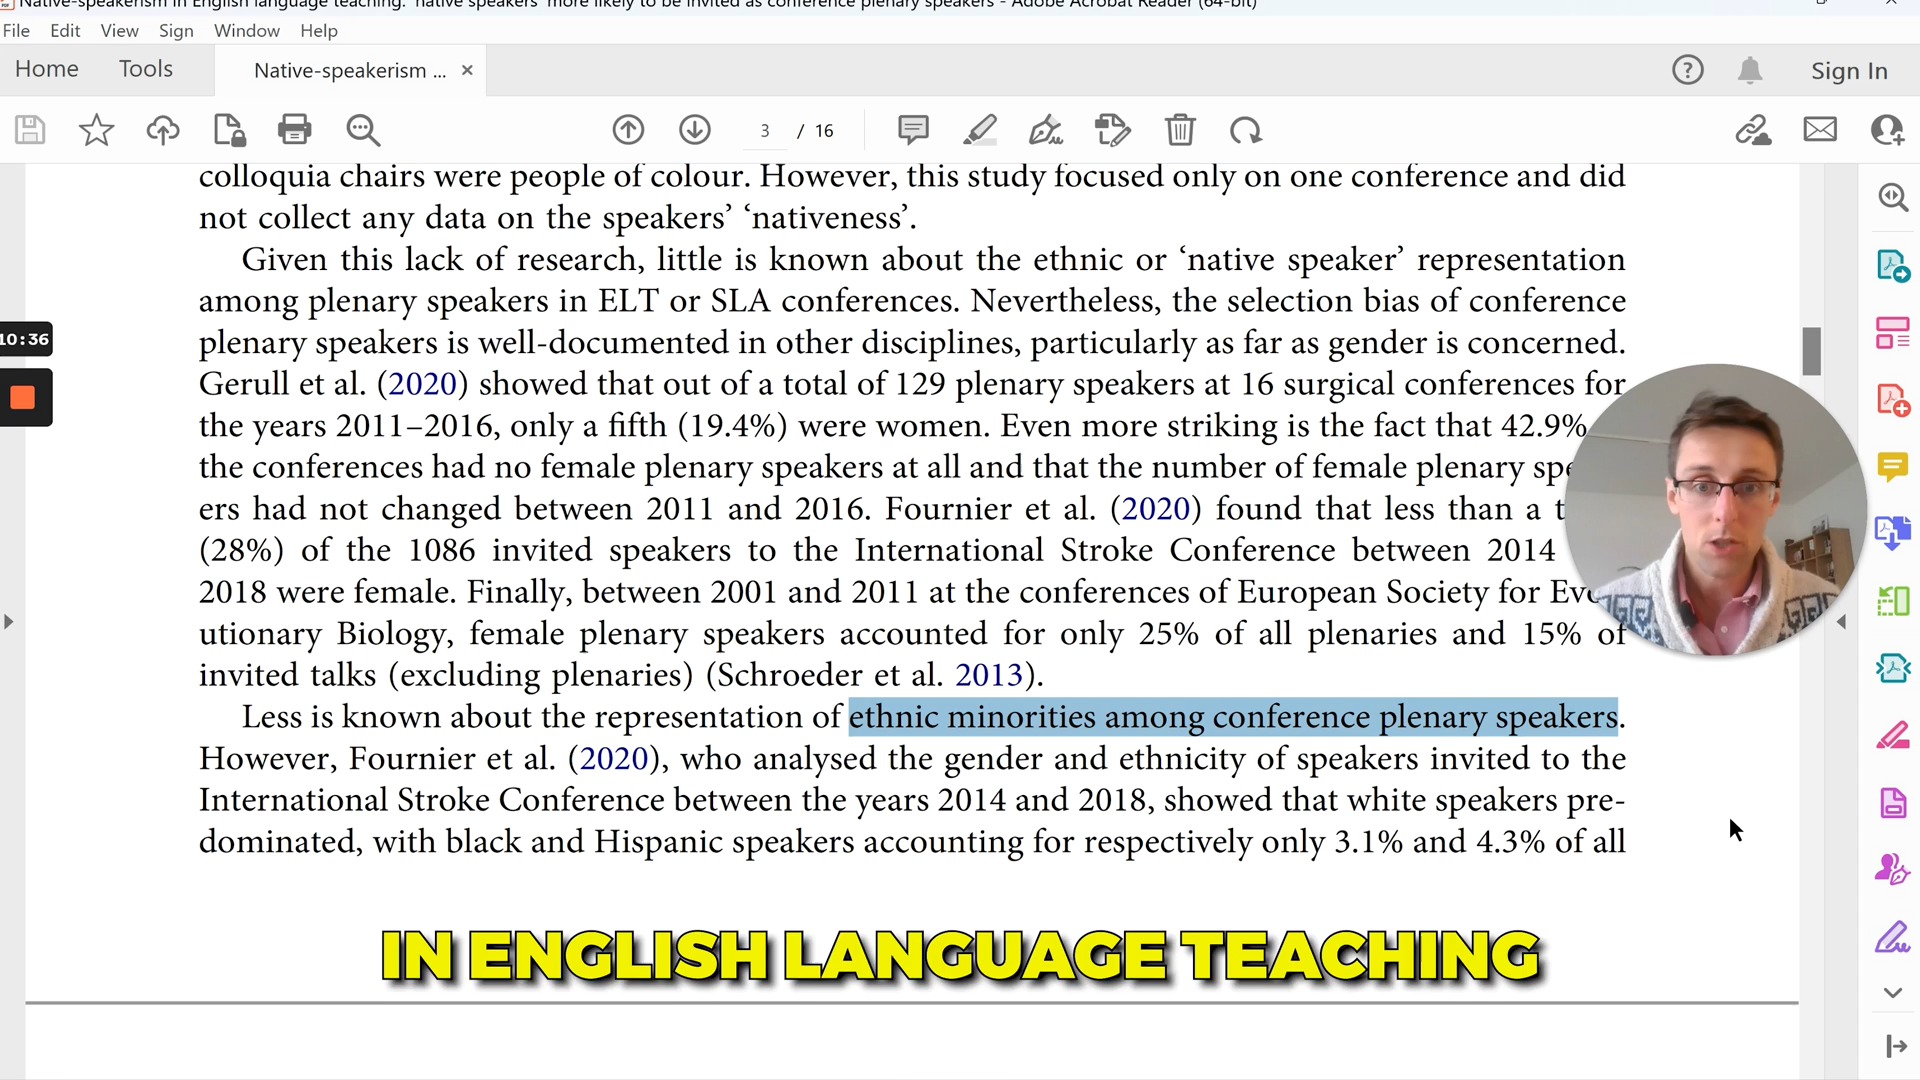 Native-speakerism in English language teaching: 'native speakers' more likely to be invited as conference plenary speakers - Adobe Acrobat Reader (64-bit)
File Edit View Sign Window Help
Home Tools Native-speakerism ... × Sign In
3 / 16
colloquia chairs were people of colour. However, this study focused only on one conference and did
not collect any data on the speakers' 'nativeness'.
Given this lack of research, little is known about the ethnic or 'native speaker' representation
among plenary speakers in ELT or SLA conferences. Nevertheless, the selection bias of conference
plenary speakers is well-documented in other disciplines, particularly as far as gender is concerned.
Gerull et al. (2020) showed that out of a total of 129 plenary speakers at 16 surgical conferences for
the years 2011–2016, only a fifth (19.4%) were women. Even more striking is the fact that 42.9%
the conferences had no female plenary speakers at all and that the number of female plenary
ers had not changed between 2011 and 2016. Fournier et al. (2020) found that less than a
(28%) of the 1086 invited speakers to the International Stroke Conference between 2014
2018 were female. Finally, between 2001 and 2011 at the conferences of European Society for
utionary Biology, female plenary speakers accounted for only 25% of all plenaries and 15% of
invited talks (excluding plenaries) (Schroeder et al. 2013).
Less is known about the representation of ethnic minorities among conference plenary speakers.
However, Fournier et al. (2020), who analysed the gender and ethnicity of speakers invited to the
International Stroke Conference between the years 2014 and 2018, showed that white speakers pre-
dominated, with black and Hispanic speakers accounting for respectively only 3.1% and 4.3% of all
10:36
IN ENGLISH LANGUAGE TEACHING